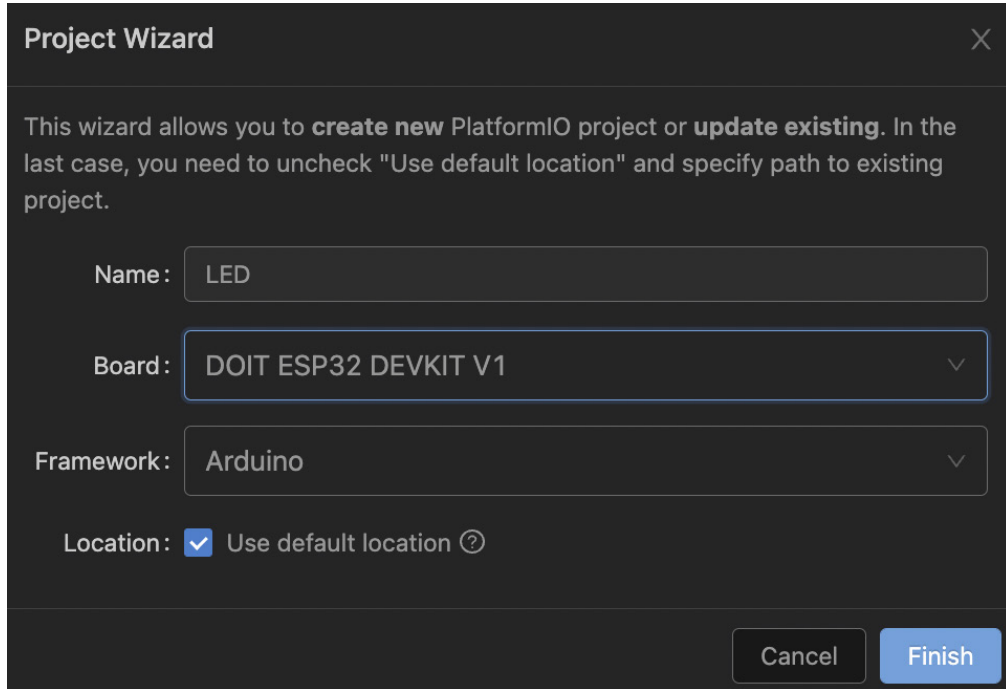 Project Wizard
This wizard allows you to create new PlatformIO project or update existing. In the
last case, you need to uncheck "Use default location" and specify path to existing
project.
Name: LED
Board: DOIT ESP32 DEVKIT V1
Framework: Arduino
Location: Use default location
Cancel Finish